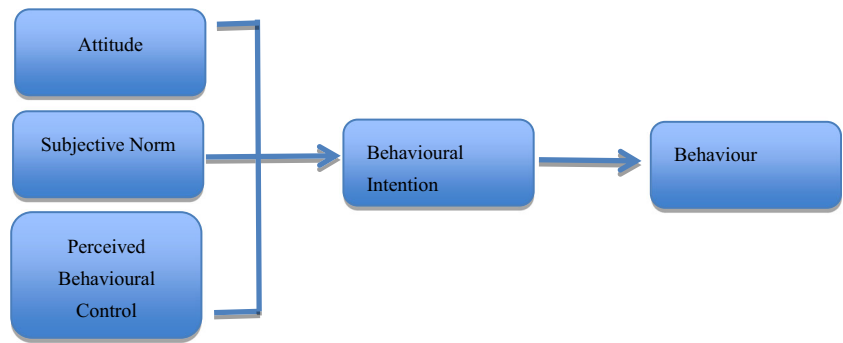 Attitude
Subjective Norm
Perceived
Behavioural
Control
Behavioural
Intention
Behaviour